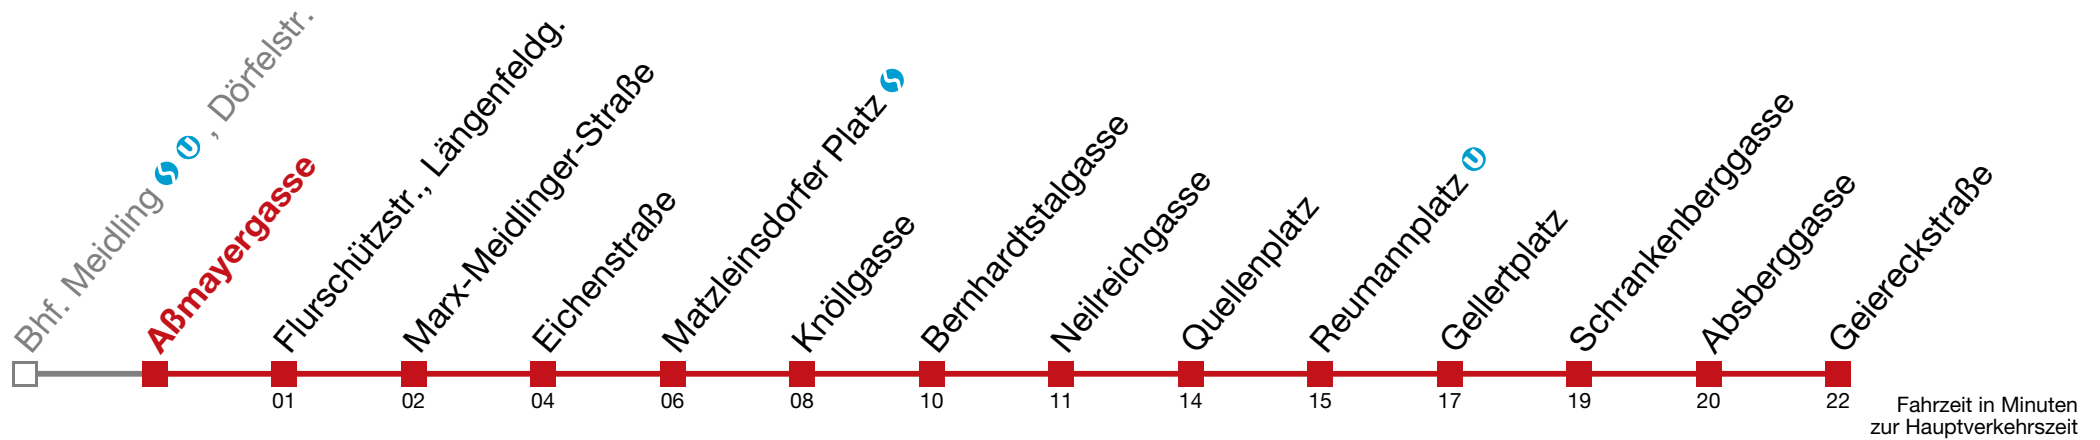 Bhf. Meidling S U , Dörfelstr.
Aßmayergasse
Flurschützstr., Längenfeldg.
Marx-Meidlinger-Straße
Eichenstraße
Matzleinsdorfer Platz S
Knöllgasse
Bernhardtstalgasse
Neilreichgasse
Quellenplatz
Reumannplatz U
Gellertplatz
Schrankenberggasse
Absberggasse
Geiereckstraße
01 02 04 06 08 10 11 14 15 17 19 20 22
Fahrzeit in Minuten
zur Hauptverkehrszeit